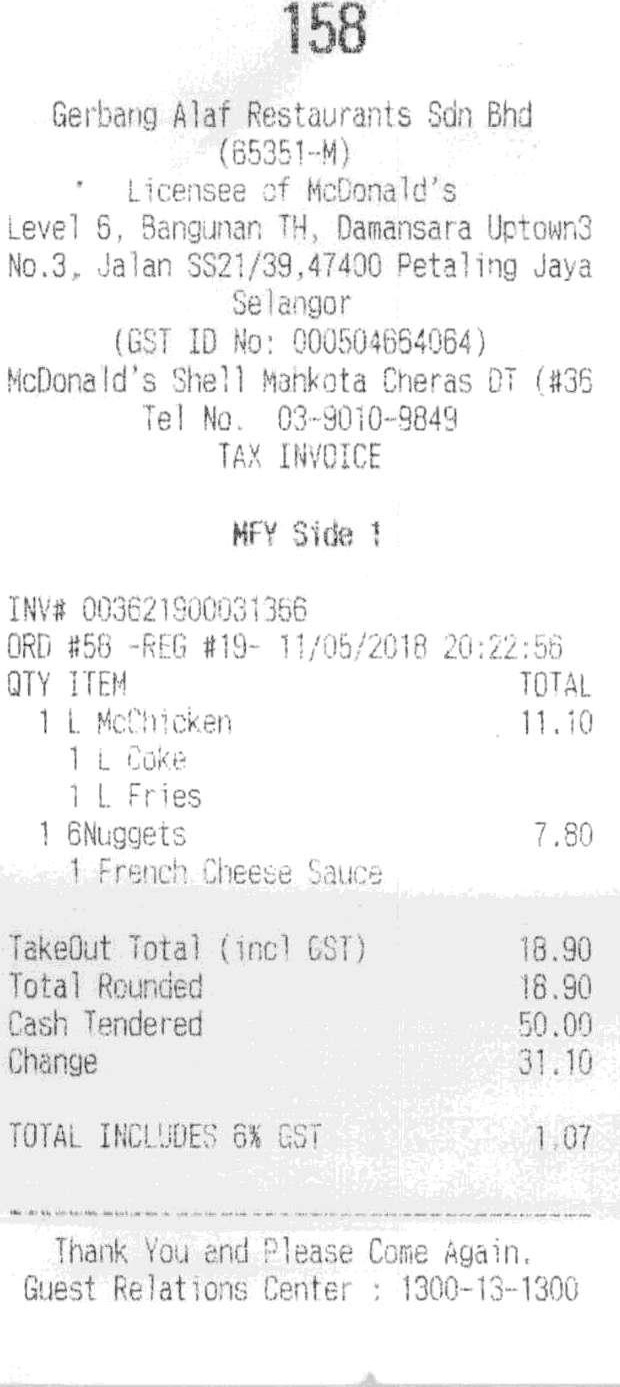 158
Gerbang Alaf Restaurants Sdn Bhd
(65351-M)
Licensee of McDonald's
Level 6, Bangunan TH, Damansara Uptown3
No.3, Jalan SS21/39,47400 Petaling Jaya
Selangor
(GST ID No: 000504664064)
McDonald's Shell Mahkota Cheras DT (#36
Tel No. 03-9010-9849
TAX INVOICE
MFY Side 1
INV# 003621900031366
ORD #58 -REG #19- 11/05/2018 20:22:56
QTY ITEM TOTAL
1 L McChicken 11.10
1 L Coke
1 L Fries
1 6Nuggets 7.80
1 French Cheese Sauce
TakeOut Total (incl GST) 18.90
Total Rounded 18.90
Cash Tendered 50.00
Change 31.10
TOTAL INCLUDES 6% GST 1.07
Thank You and Please Come Again.
Guest Relations Center : 1300-13-1300